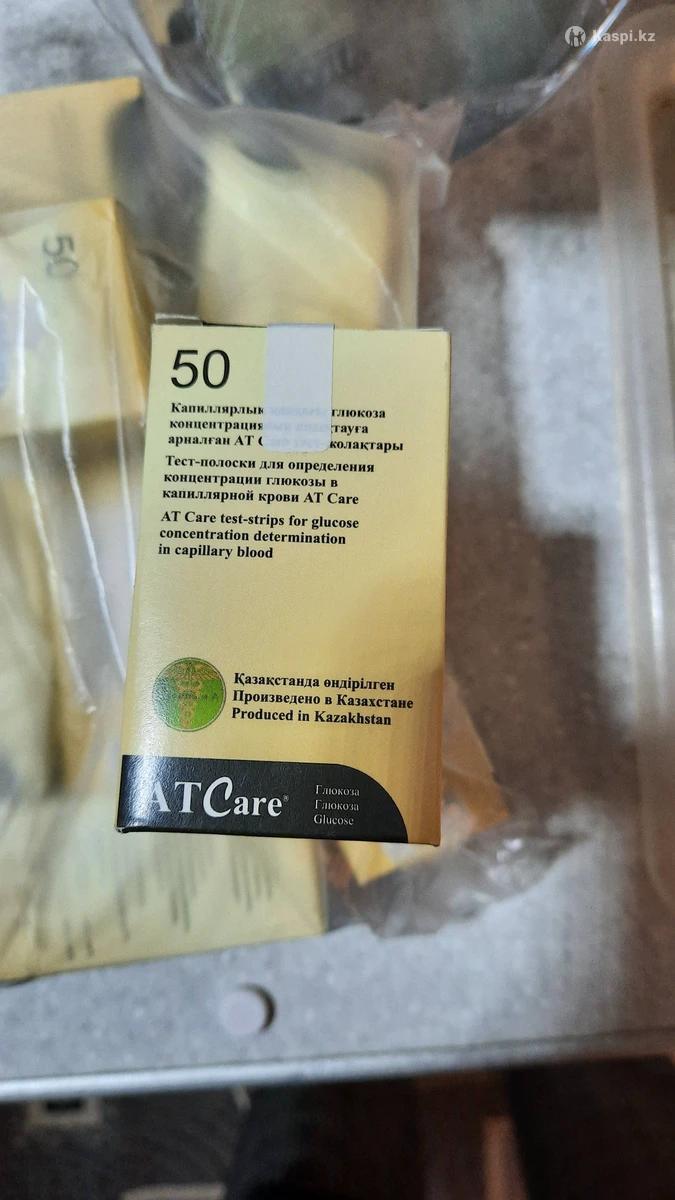 Kaspi.kz
50
50
Капиллярлық глюкоза
концентрация
арналған AT
Тест-полоски для определения
концентрации глюкозы в
капиллярной крови AT Care
AT Care test-strips for glucose
concentration determination
in capillary blood
Қазақстанда өндірілген
Произведено в Казахстане
Produced in Kazakhstan
ATCare®
Глюкоза
Глюкоза
Glucose